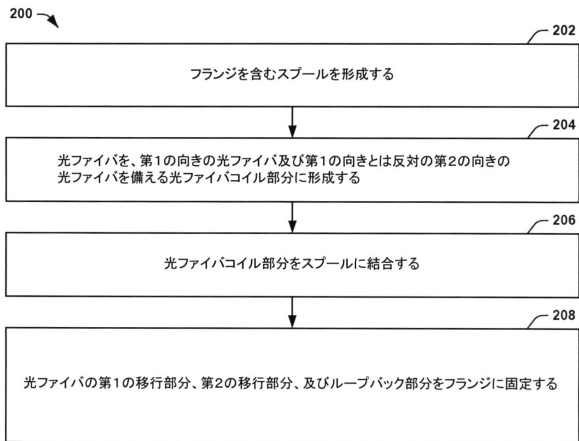 200
202
フランジを含むスプールを形成する
204
光ファイバを、第1の向きの光ファイバ及び第1の向きとは反対の第2の向きの
光ファイバを備える光ファイバコイル部分に形成する
206
光ファイバコイル部分をスプールに結合する
208
光ファイバの第1の移行部分、第2の移行部分、及びループバック部分をフランジに固定する